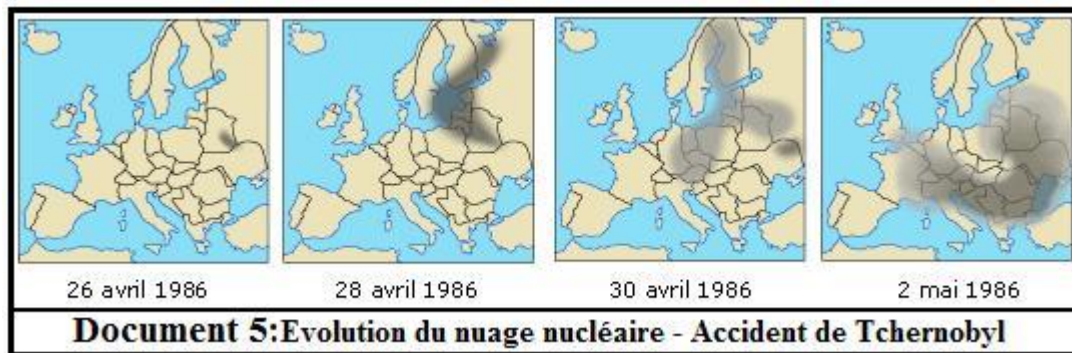 26 avril 1986
28 avril 1986
30 avril 1986
2 mai 1986
Document 5:Evolution du nuage nucléaire - Accident de Tchernobyl